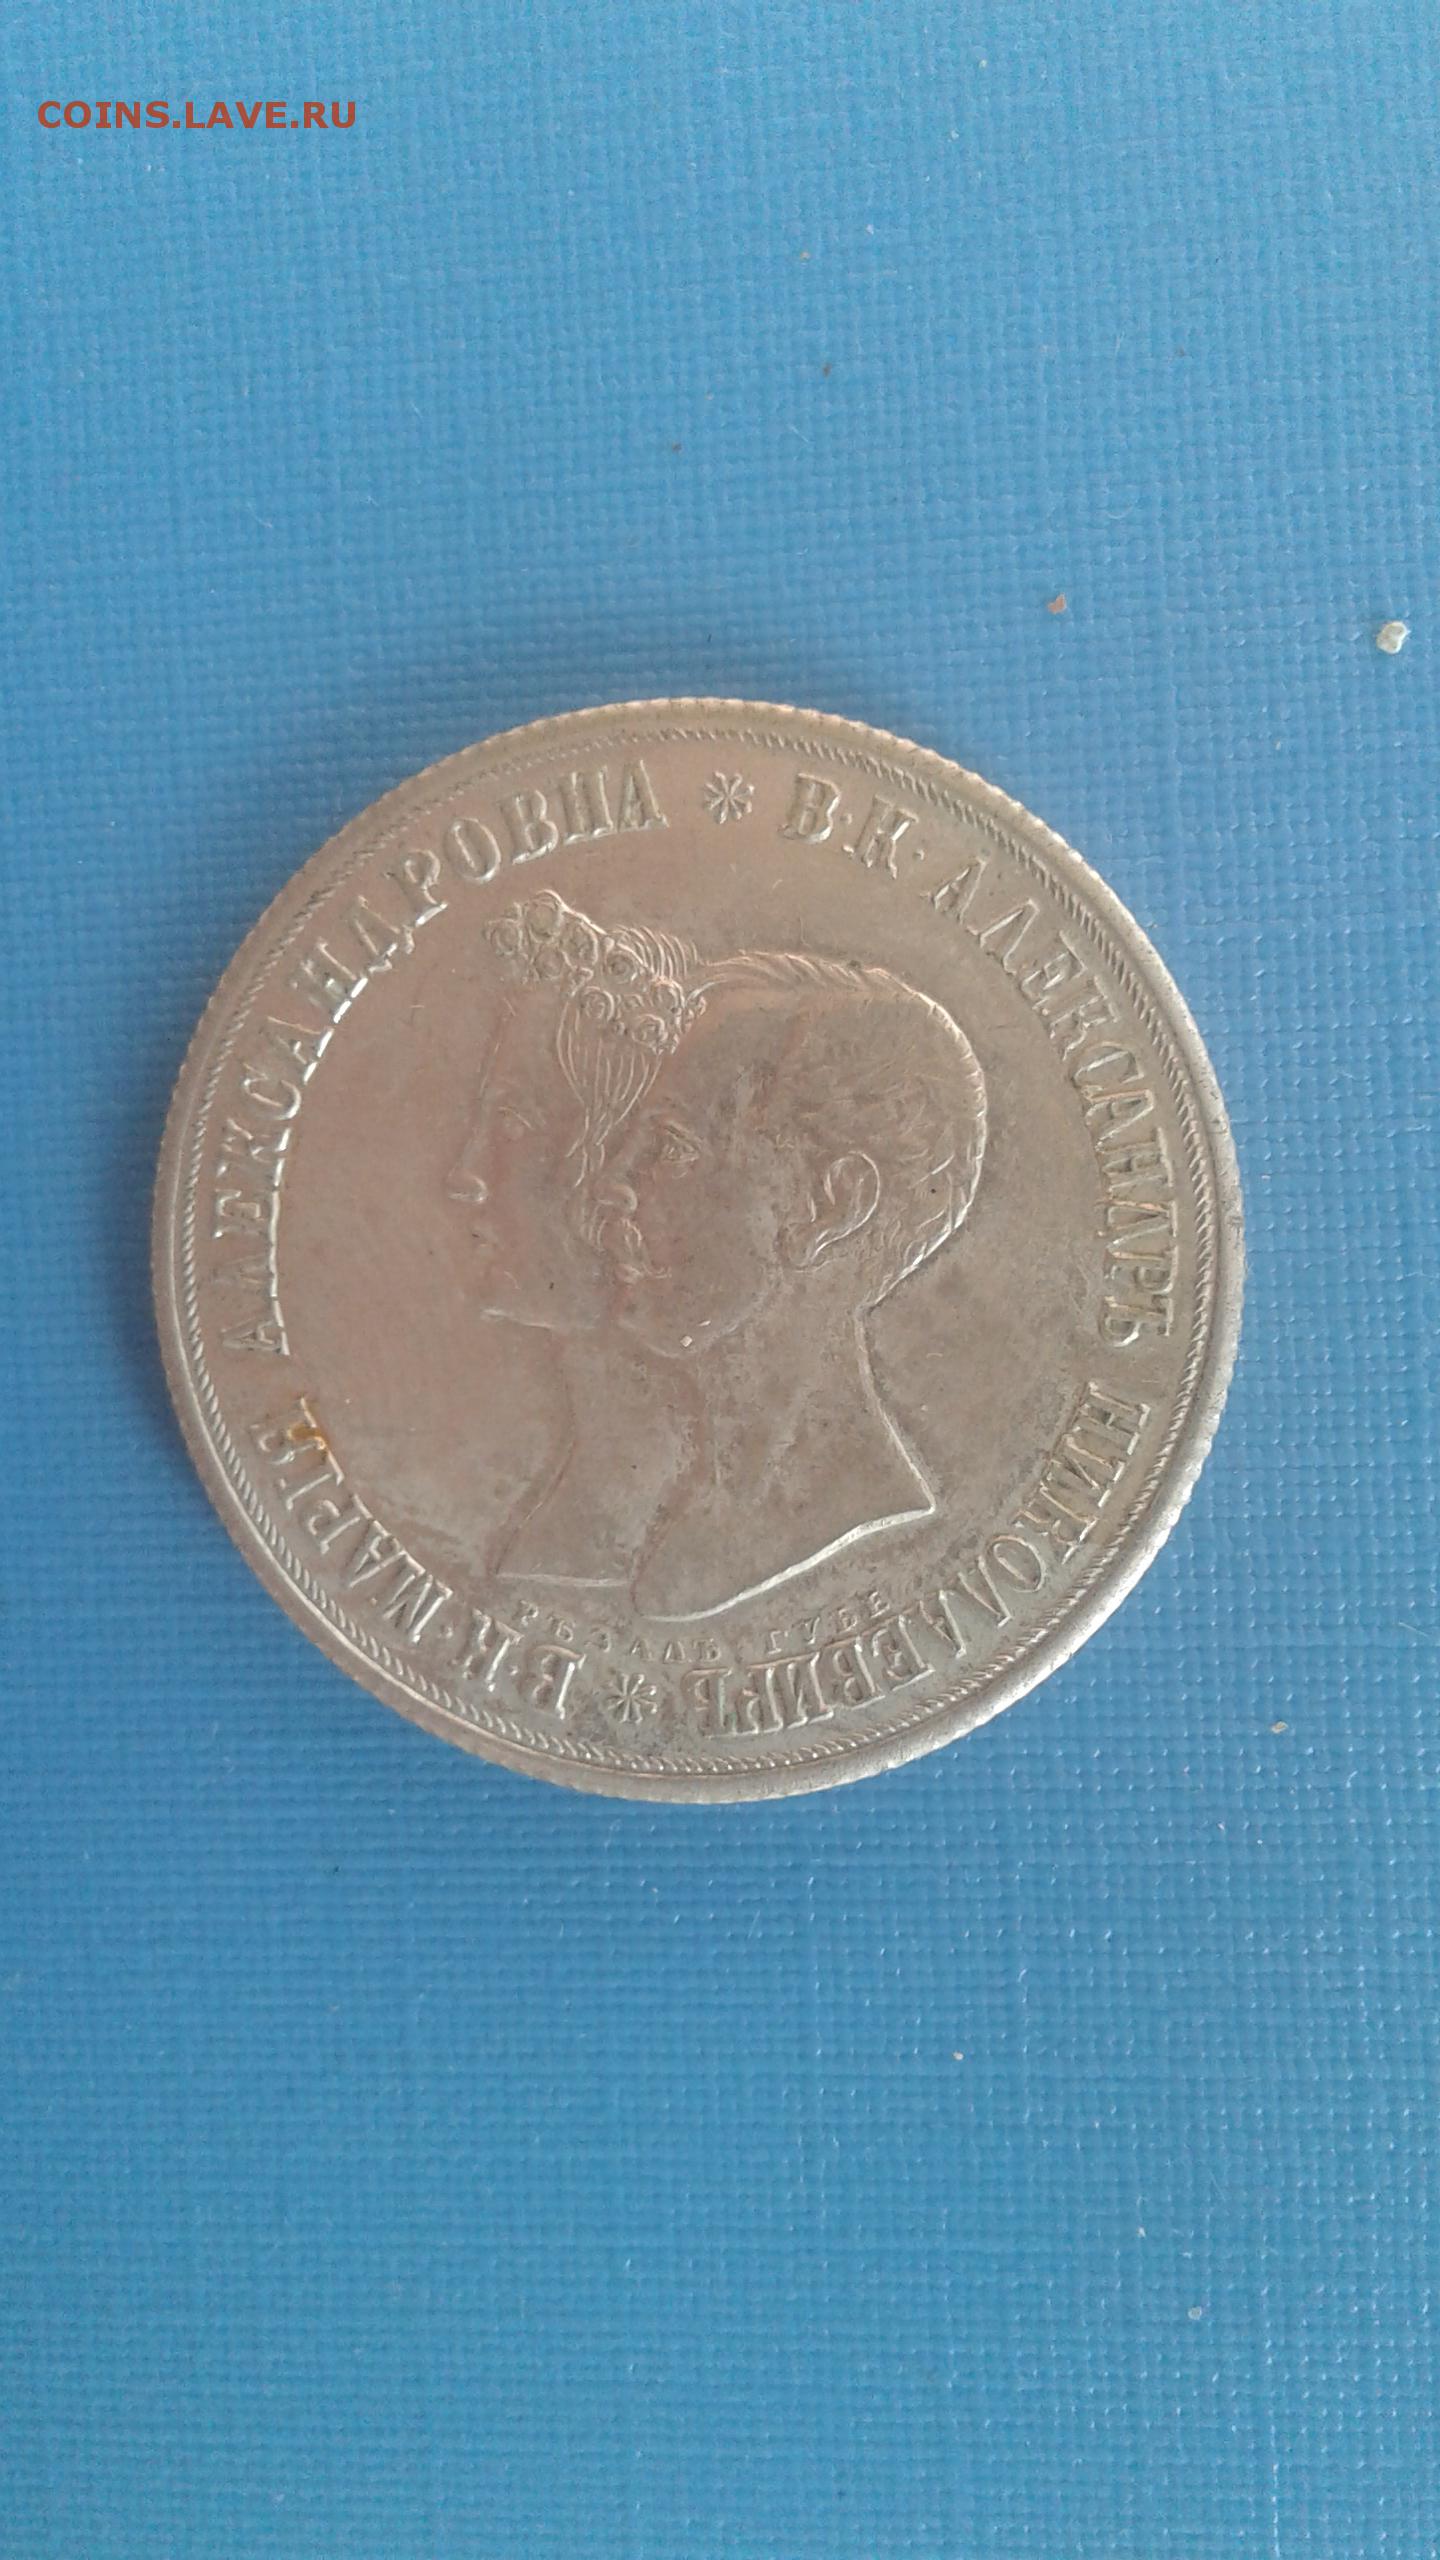 COINS.LAVE.RU
В·К·МАРІЯ АЛЕКСАНДРОВНА * В·К·АЛЕКСАНДРЪ НИКОЛАЕВИЧЪ *
РѢЗАЛЪ ГУБЕ